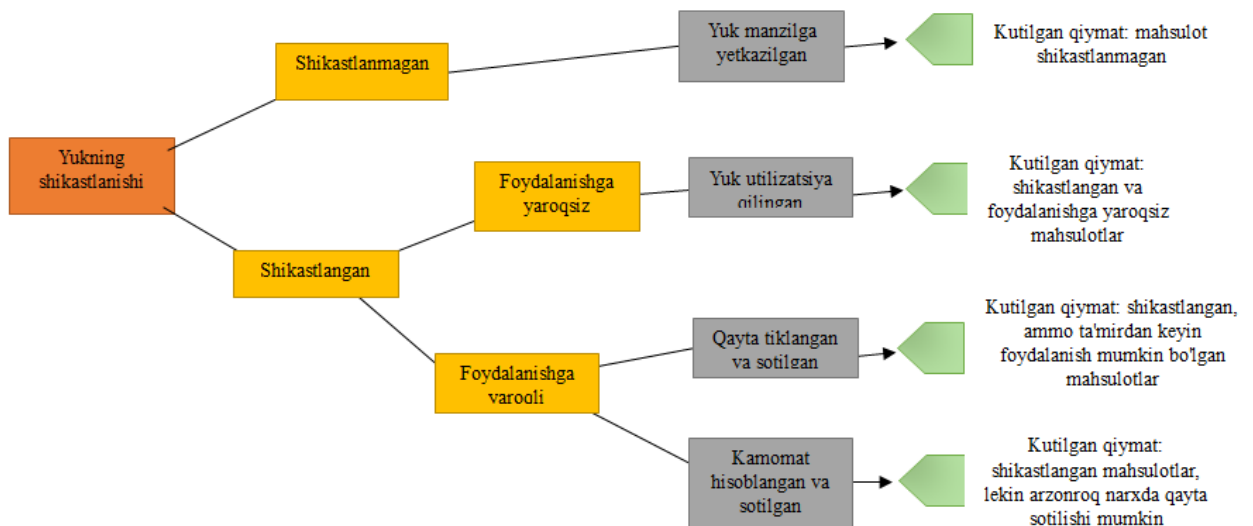 Yuk manzilga
yetkazilgan
Kutilgan qiymat: mahsulot
shikastlanmagan
Shikastlanmagan
Yukning
shikastlanishi
Foydalanishga
yaroqsiz
Yuk utilizatsiya
qilingan
Kutilgan qiymat:
shikastlangan va
foydalanishga yaroqsiz
mahsulotlar
Shikastlangan
Qayta tiklangan
va sotilgan
Kutilgan qiymat: shikastlangan,
ammo ta'mirdan keyin
foydalanish mumkin bo'lgan
mahsulotlar
Foydalanishga
yaroqli
Kamomat
hisoblangan va
sotilgan
Kutilgan qiymat:
shikastlangan mahsulotlar,
lekin arzonroq narxda qayta
sotilishi mumkin